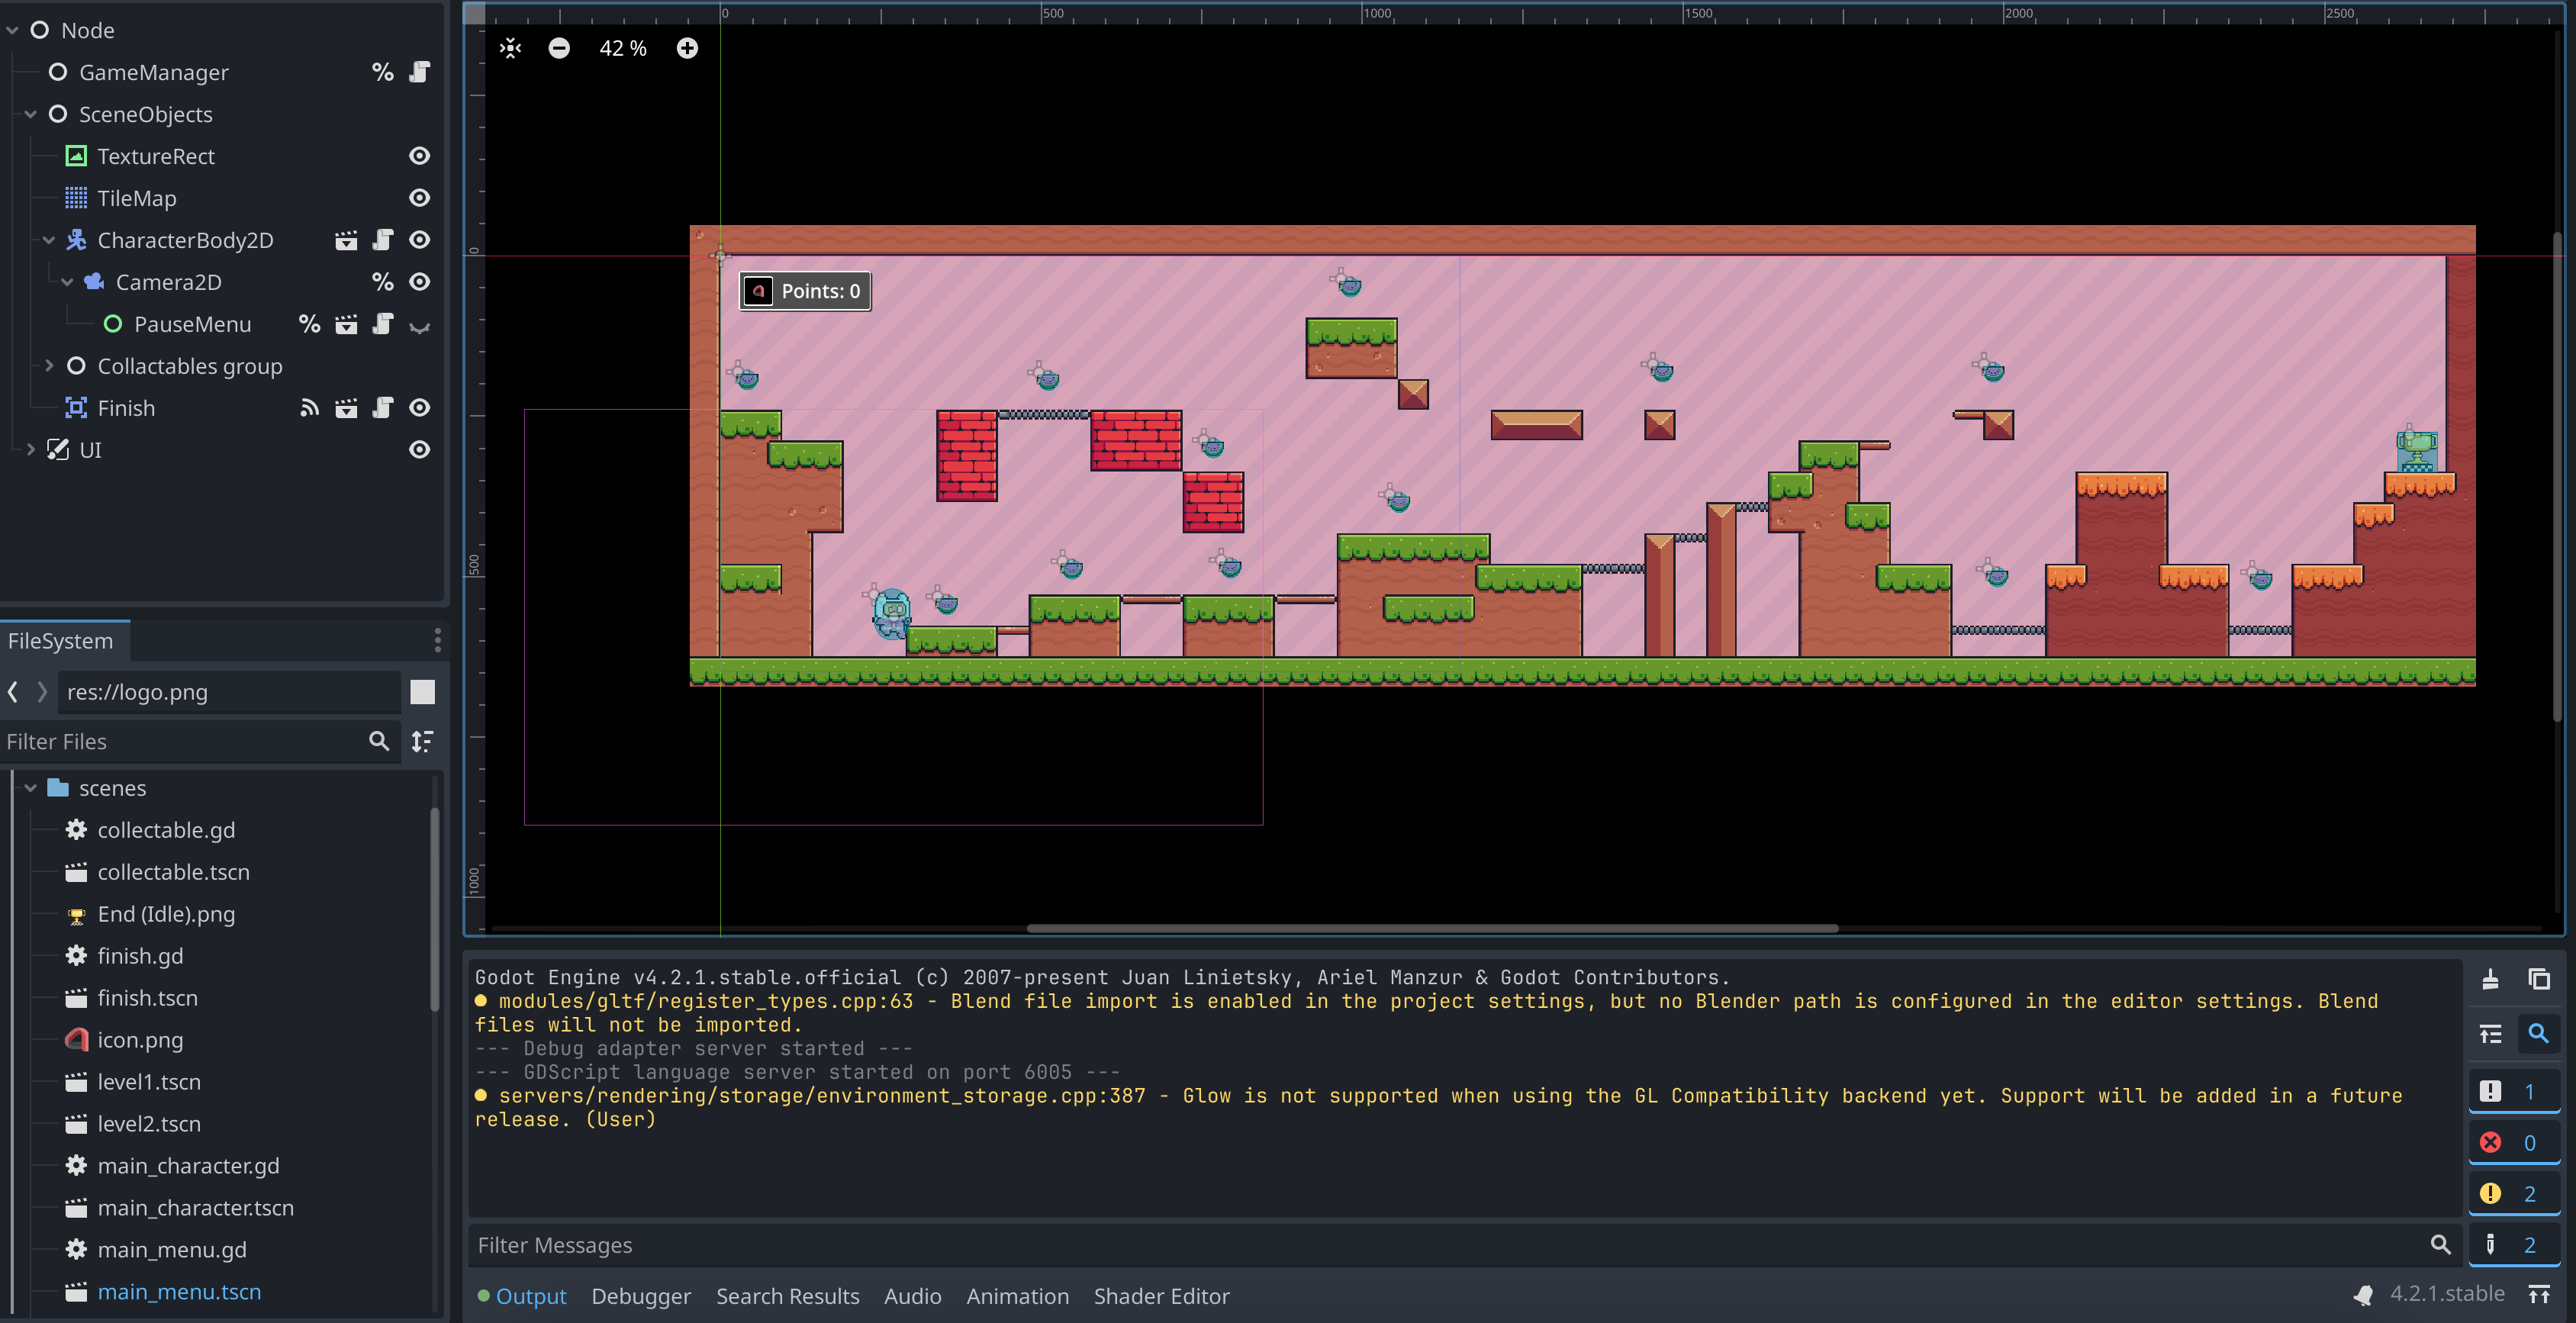 Node
GameManager
SceneObjects
TextureRect
TileMap
CharacterBody2D
Camera2D
PauseMenu
Collactables group
Finish
UI
FileSystem
res://logo.png
Filter Files
scenes
collectable.gd
collectable.tscn
End (Idle).png
finish.gd
finish.tscn
icon.png
level1.tscn
level2.tscn
main_character.gd
main_character.tscn
main_menu.gd
main_menu.tscn
0
500
1000
1500
2000
2500
42 %
0
500
1000
Points: 0
Godot Engine v4.2.1.stable.official (c) 2007-present Juan Linietsky, Ariel Manzur & Godot Contributors.
modules/gltf/register_types.cpp:63 - Blend file import is enabled in the project settings, but no Blender path is configured in the editor settings. Blend
files will not be imported.
--- Debug adapter server started ---
--- GDScript language server started on port 6005 ---
servers/rendering/storage/environment_storage.cpp:387 - Glow is not supported when using the GL Compatibility backend yet. Support will be added in a future
release. (User)
1
0
2
2
Filter Messages
Output Debugger Search Results Audio Animation Shader Editor
4.2.1.stable